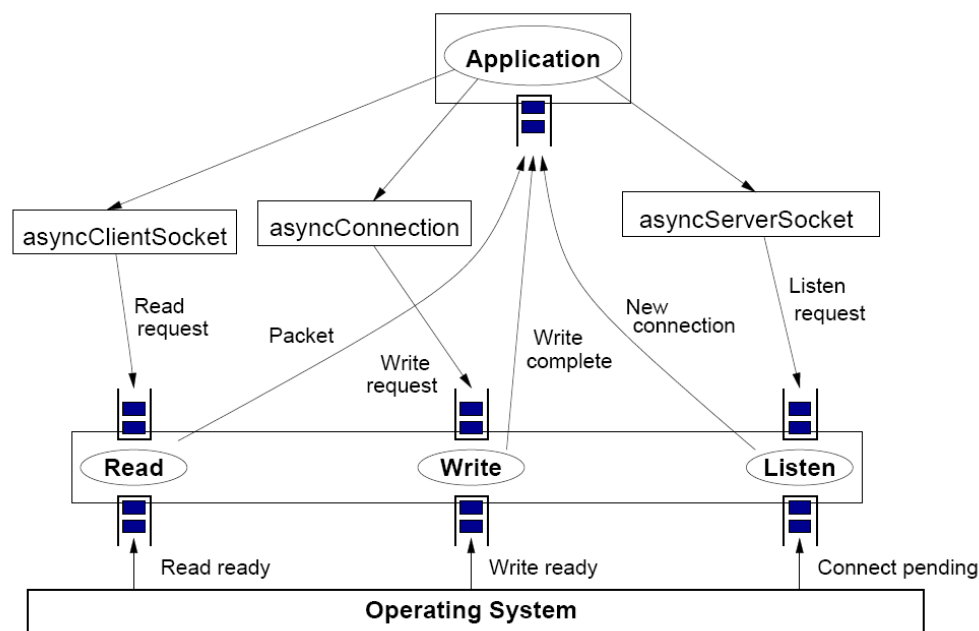 Application
asyncClientSocket
asyncConnection
asyncServerSocket
Read
request
Packet
Write
request
Write
complete
New
connection
Listen
request
Read
Write
Listen
Read ready
Write ready
Connect pending
Operating System